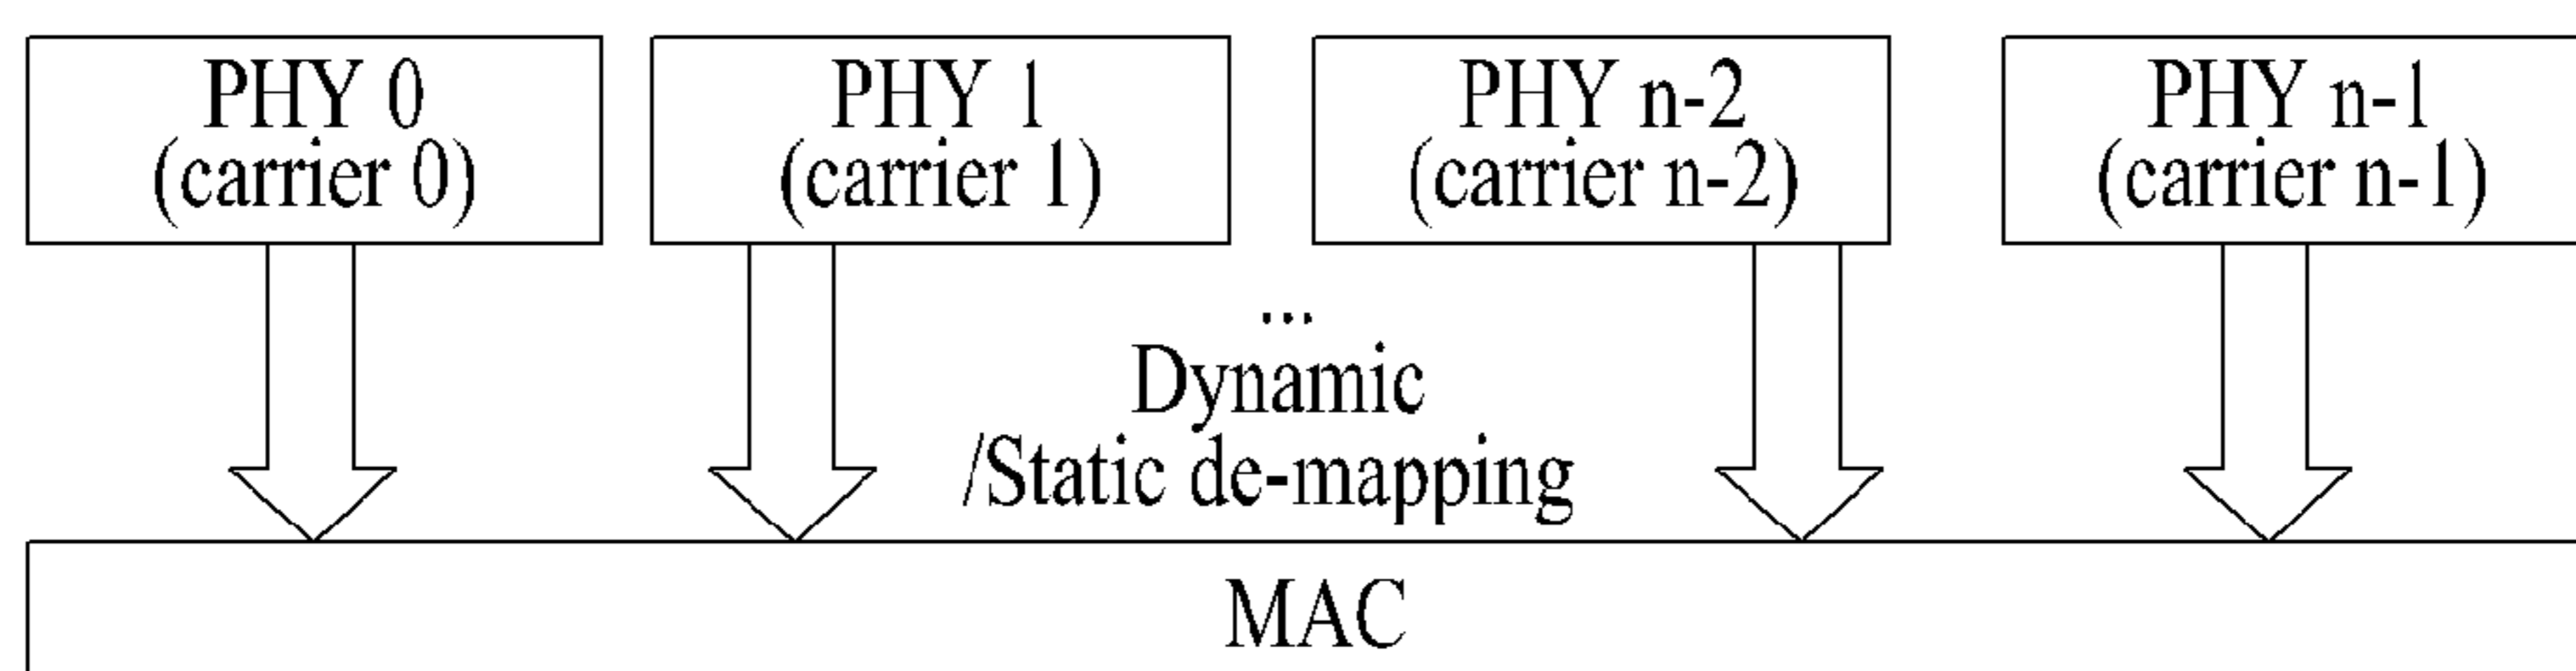 PHY 0
(carrier 0)
PHY 1
(carrier 1)
PHY n-2
(carrier n-2)
PHY n-1
(carrier n-1)
...
Dynamic
/Static de-mapping
MAC